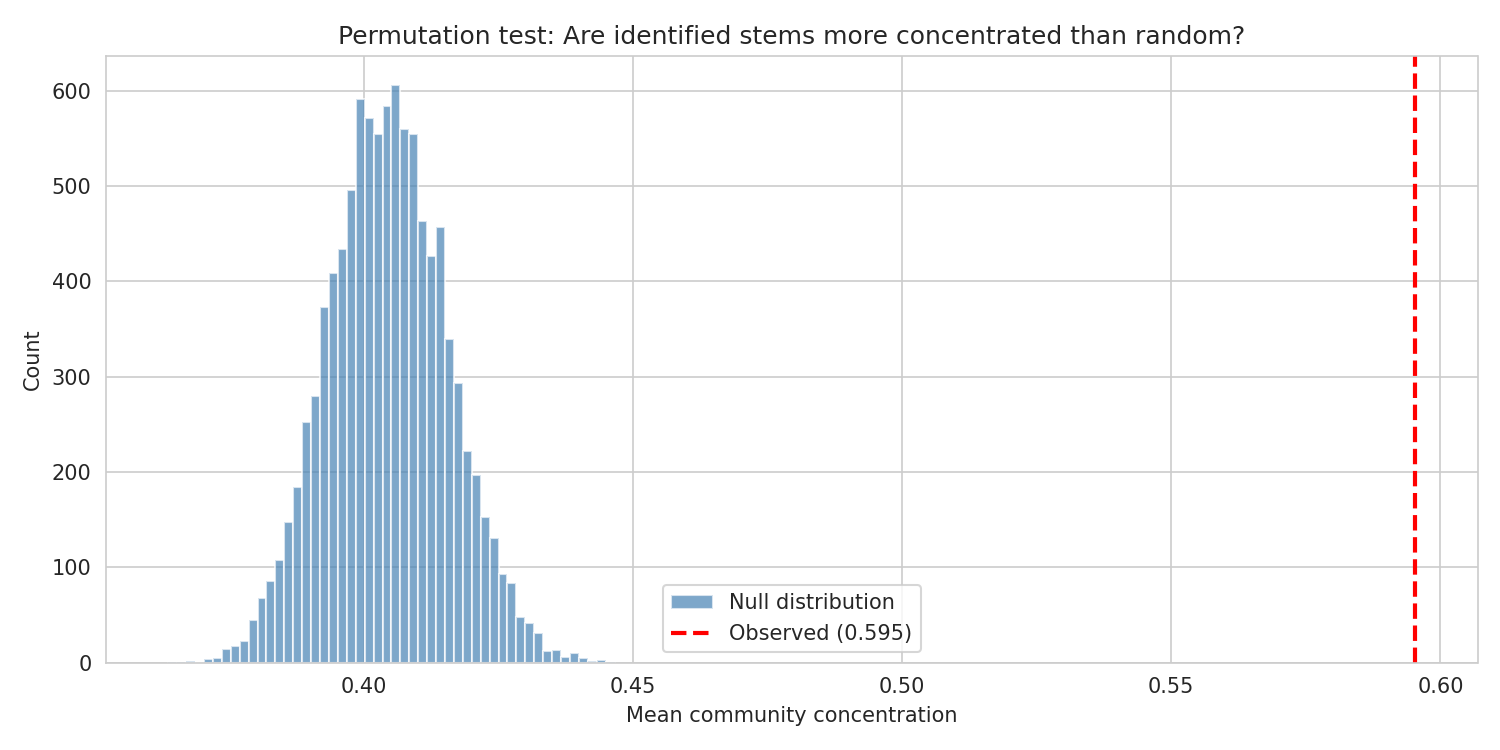 Permutation test: Are identified stems more concentrated than random?
600
500
400
300
200
100
0
Count
0.40
0.45
0.50
0.55
0.60
Mean community concentration
Null distribution
Observed (0.595)